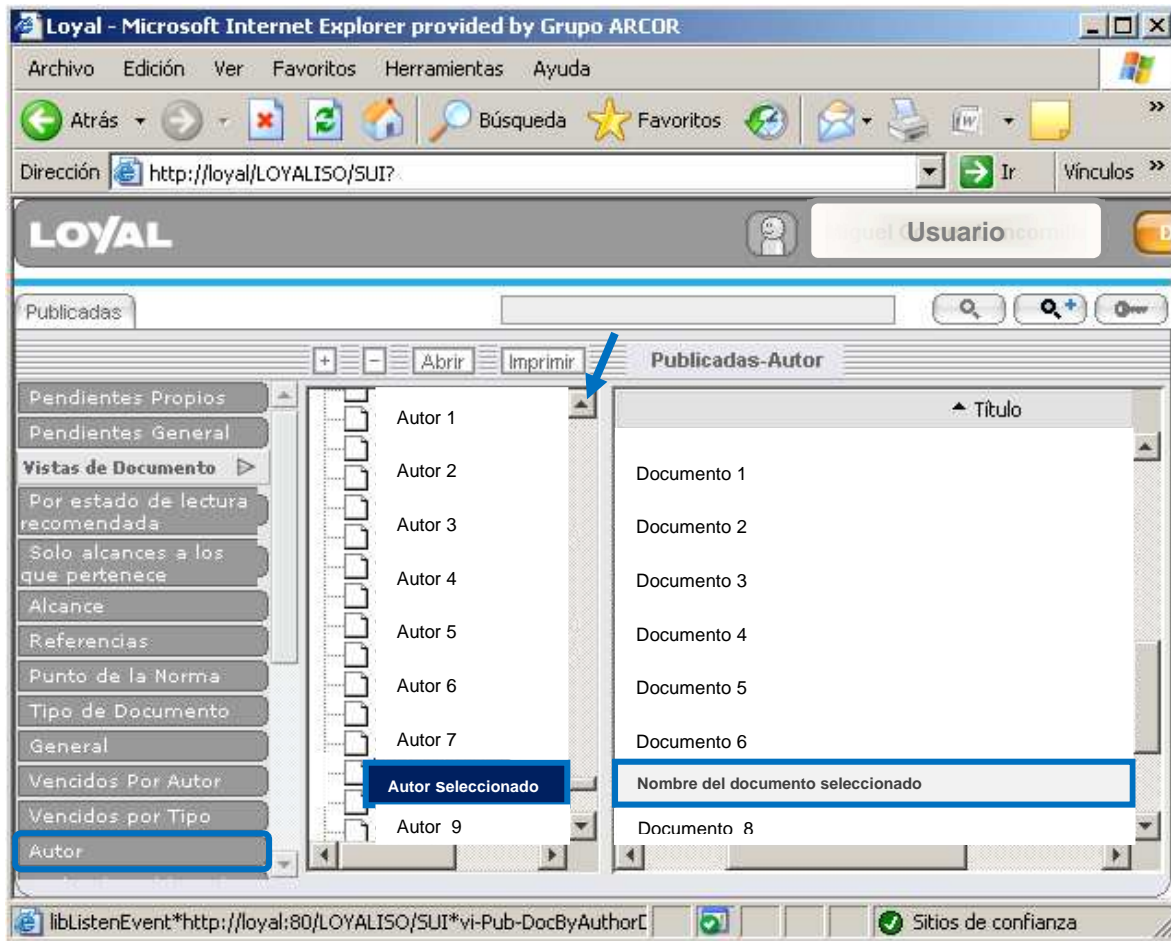 Loyal - Microsoft Internet Explorer provided by Grupo ARCOR
Archivo Edición Ver Favoritos Herramientas Ayuda
Atrás Búsqueda Favoritos
Dirección http://loyal/LOYALISO/SUI? Ir Vínculos
LOYAL
Usuario
Publicadas
Abrir Imprimir Publicadas-Autor
Pendientes Propios
Pendientes General
Vistas de Documento
Por estado de lectura
recomendada
Solo alcances a los
que pertenece
Alcance
Referencias
Punto de la Norma
Tipo de Documento
General
Vencidos Por Autor
Vencidos por Tipo
Autor
Autor 1
Autor 2
Autor 3
Autor 4
Autor 5
Autor 6
Autor 7
Autor Seleccionado
Autor 9
Título
Documento 1
Documento 2
Documento 3
Documento 4
Documento 5
Documento 6
Nombre del documento seleccionado
Documento 8
libListenEvent*http://loyal:80/LOYALISO/SUI*vi-Pub-DocByAuthorD Sitios de confianza